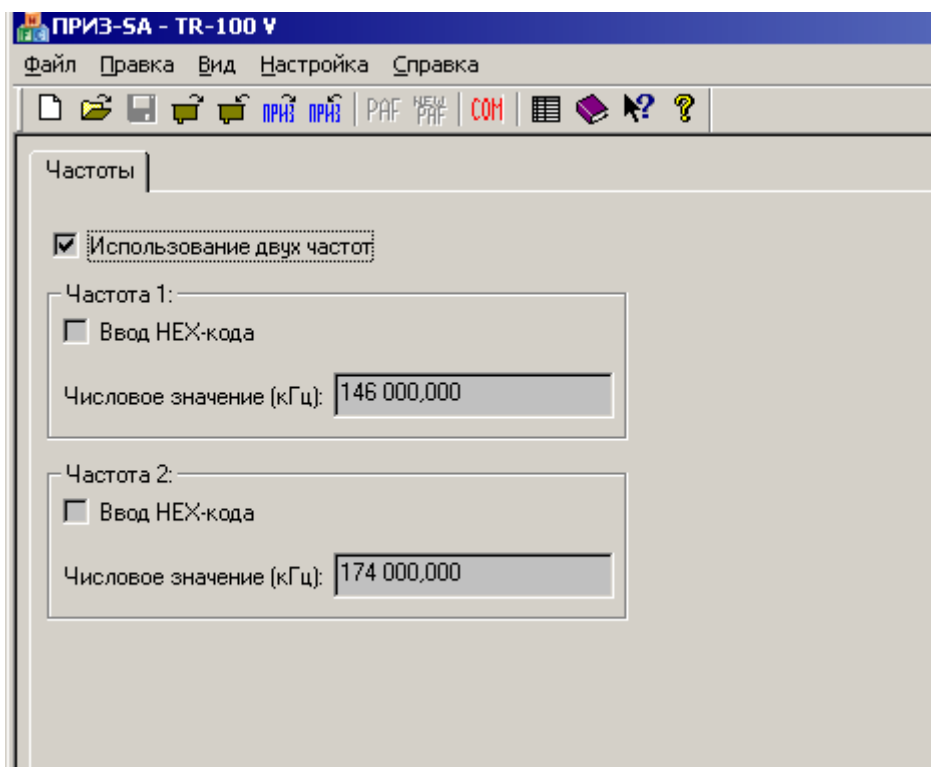 ПРИЗ-SA - TR-100 V
Файл Правка Вид Настройка Справка
ПРИЗ ПРИЗ PAF NEW PAF COM
Частоты
Использование двух частот
Частота 1:
Ввод HEX-кода
Числовое значение (кГц): 146 000,000
Частота 2:
Ввод HEX-кода
Числовое значение (кГц): 174 000,000